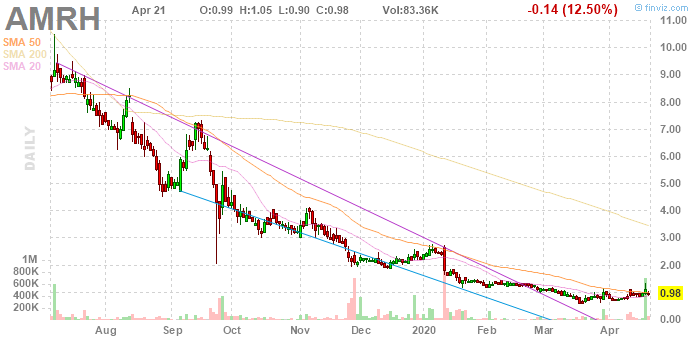 AMRH Apr 21 O:0.99 H:1.05 L:0.90 C:0.98 Vol:83.36K -0.14 (12.50%)
© finviz.com
SMA 50
SMA 200
SMA 20
DAILY
11.00
10.00
9.00
8.00
7.00
6.00
5.00
4.00
3.00
2.00
0.98
0.00
1M
800K
600K
400K
200K
Aug Sep Oct Nov Dec 2020 Feb Mar Apr